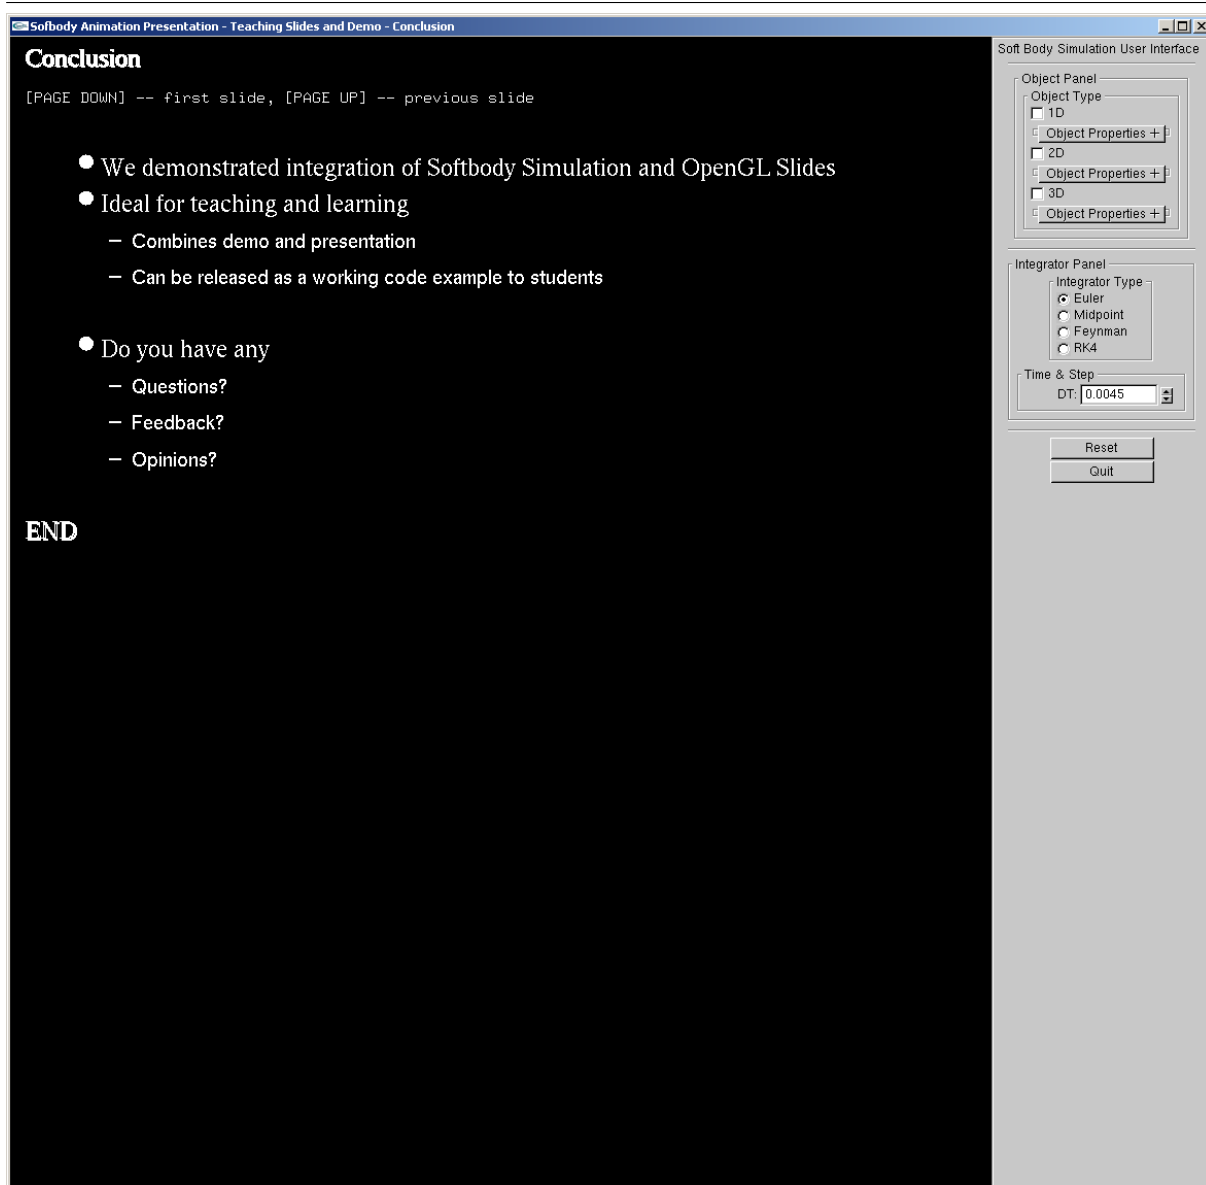 Sofbody Animation Presentation - Teaching Slides and Demo - Conclusion
Conclusion
[PAGE DOWN] -- first slide, [PAGE UP] -- previous slide
We demonstrated integration of Softbody Simulation and OpenGL Slides
Ideal for teaching and learning
– Combines demo and presentation
– Can be released as a working code example to students
Do you have any
– Questions?
– Feedback?
– Opinions?
END
Soft Body Simulation User Interface
Object Panel
Object Type
1D
Object Properties +
2D
Object Properties +
3D
Object Properties +
Integrator Panel
Integrator Type
Euler
Midpoint
Feynman
RK4
Time & Step
DT: 0.0045
Reset
Quit